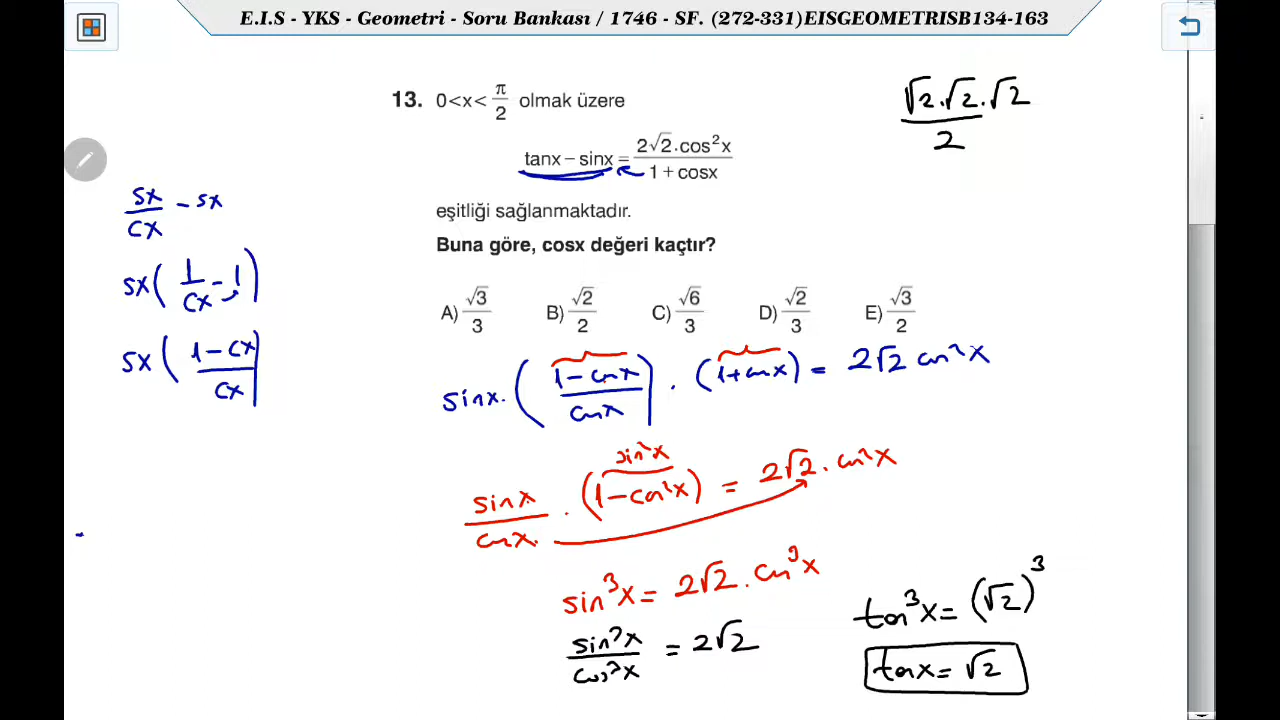 E.I.S - YKS - Geometri - Soru Bankası / 1746 - SF. (272-331)EISGEOMETRISB134-163
13. 0<x<π/2 olmak üzere
tanx – sinx = 2√2.cos²x / 1 + cosx
eşitliği sağlanmaktadır.
Buna göre, cosx değeri kaçtır?
A) √3/3 B) √2/2 C) √6/3 D) √2/3 E) √3/2
√2.√2.√2 / 2
sx/cx - sx
sx(1/cx - 1)
sx(1-cx / cx)
sinx.(1-cosx / cosx).(1+cosx) = 2√2 cos²x
sin²x
sinx/cosx . (1-cos²x) = 2√2 . cos²x
sin³x = 2√2 . cos³x
sin³x/cos³x = 2√2
tan³x = (√2)³
tanx = √2